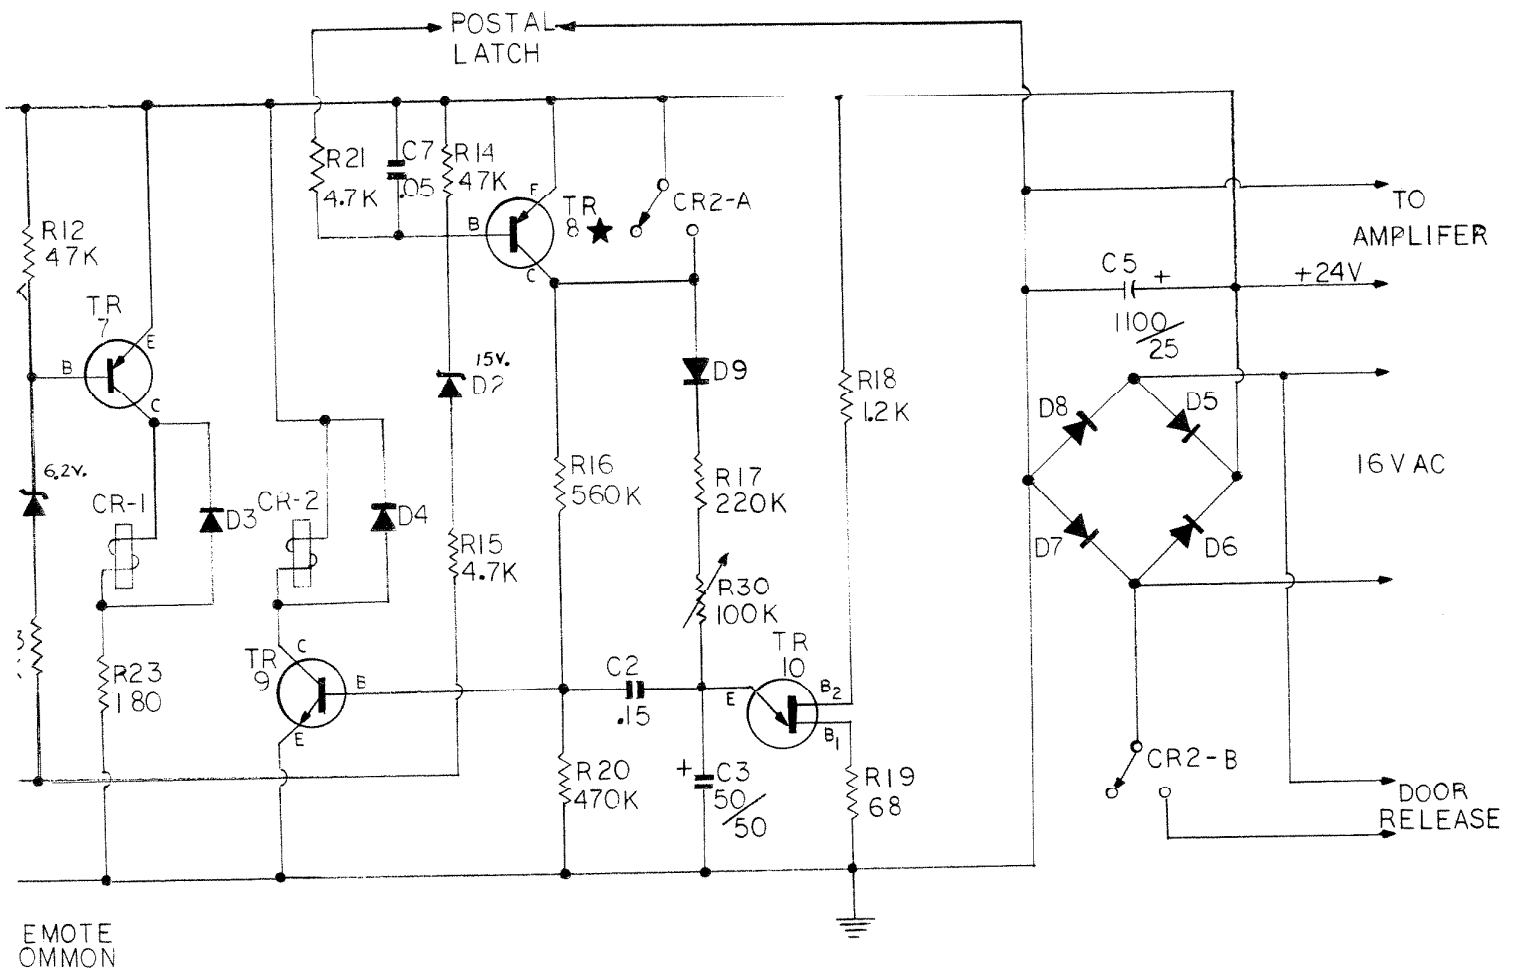 POSTAL
LATCH
R21
4.7K
C7
.05
R14
47K
E
B
C
TR
8
CR2-A
TO
AMPLIFER
R12
47K
TR
7
E
B
C
C5
+
+24V
1100/25
15V.
D2
D9
R18
1.2K
D8
D5
16VAC
6.2V.
CR-1
D3
CR-2
D4
R16
560K
R17
220K
R15
4.7K
D7
D6
R30
100K
TR
10
3
R23
180
TR
9
C
B
E
C2
.15
E
B2
B1
R20
470K
+
C3
50/50
R19
68
CR2-B
DOOR
RELEASE
EMOTE
OMMON